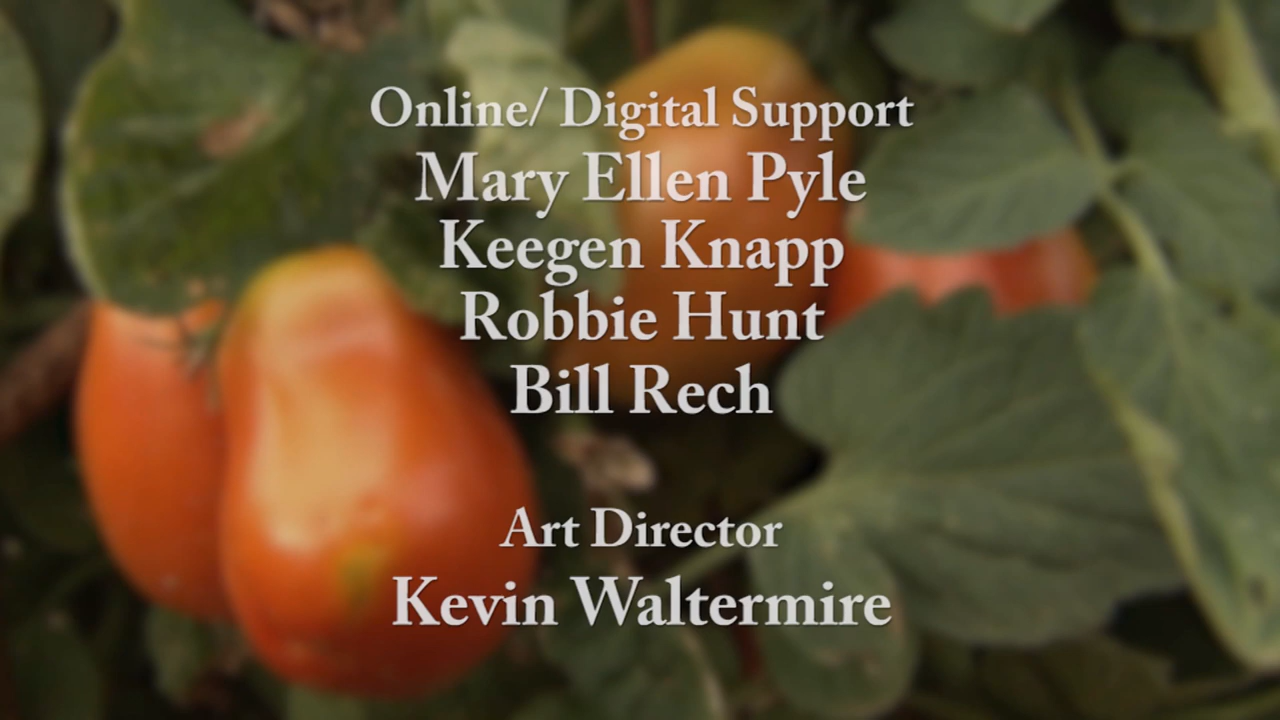 Online/ Digital Support
Mary Ellen Pyle
Keegen Knapp
Robbie Hunt
Bill Rech
Art Director
Kevin Waltermire